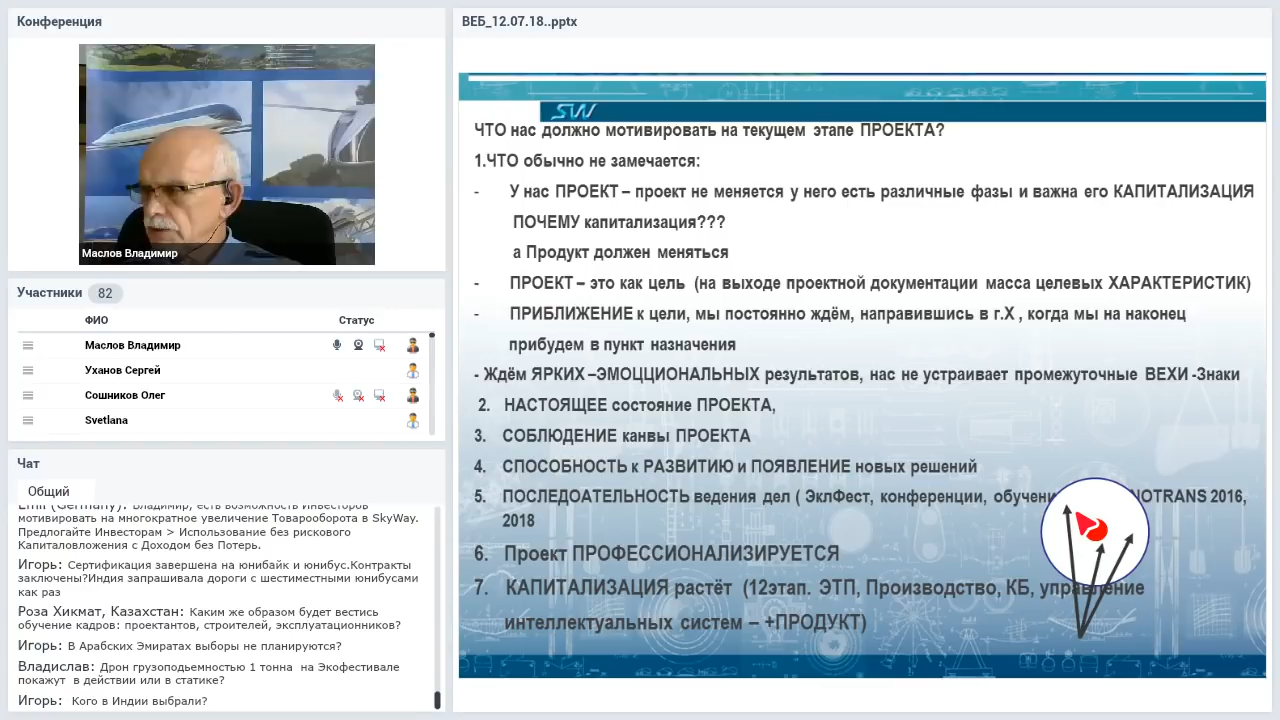 Конференция
Маслов Владимир
Участники 82
ФИО Статус
Маслов Владимир
Уханов Сергей
Сошников Олег
Svetlana
Чат
Общий
Emil (Germany): Владимир, есть возможность Инвесторов
мотивировать на многократное увеличение Товарооборота в SkyWay.
Предлогайте Инвесторам > Использование без рискового
Капиталовложения с Доходом без Потерь.
Игорь: Сертификация завершена на юнибайк и юнибус.Контракты
заключены?Индия запрашивала дороги с шестиместными юнибусами
как раз
Роза Хикмат, Казахстан: Каким же образом будет вестись
обучение кадров: проектантов, строителей, эксплуатационников?
Игорь: В Арабских Эмиратах выборы не планируются?
Владислав: Дрон грузоподьемностью 1 тонна на Экофестивале
покажут в действии или в статике?
Игорь: Кого в Индии выбрали?
ВЕБ_12.07.18..pptx
SW
ЧТО нас должно мотивировать на текущем этапе ПРОЕКТА?
1.ЧТО обычно не замечается:
- У нас ПРОЕКТ – проект не меняется у него есть различные фазы и важна его КАПИТАЛИЗАЦИЯ
ПОЧЕМУ капитализация???
а Продукт должен меняться
- ПРОЕКТ – это как цель (на выходе проектной документации масса целевых ХАРАКТЕРИСТИК)
- ПРИБЛИЖЕНИЕ к цели, мы постоянно ждём, направившись в г.Х , когда мы на наконец
прибудем в пункт назначения
- Ждём ЯРКИХ –ЭМОЦЦИОНАЛЬНЫХ результатов, нас не устраивает промежуточные ВЕХИ -Знаки
2. НАСТОЯЩЕЕ состояние ПРОЕКТА,
3. СОБЛЮДЕНИЕ канвы ПРОЕКТА
4. СПОСОБНОСТЬ к РАЗВИТИЮ и ПОЯВЛЕНИЕ новых решений
5. ПОСЛЕДОАТЕЛЬНОСТЬ ведения дел ( ЭклФест, конференции, обучени NOTRANS 2016,
2018
6. Проект ПРОФЕССИОНАЛИЗИРУЕТСЯ
7. КАПИТАЛИЗАЦИЯ растёт (12этап. ЭТП, Производство, КБ, управление
интеллектуальных систем – +ПРОДУКТ)